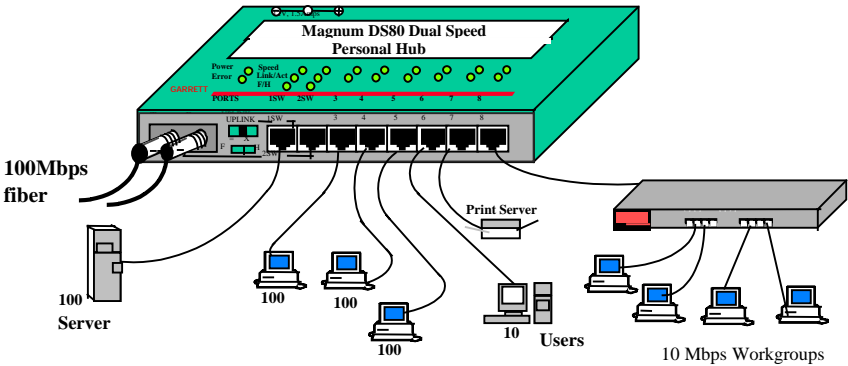 Magnum DS80 Dual Speed
Personal Hub
Power
Error
Speed
Link/Act
F/H
GARRETT
PORTS 1SW 2SW 3 4 5 6 7 8
UPLINK 1SW 3 4 5 6 7 8
= X
F H
2SW
100Mbps
fiber
Print Server
100
Server
100
100
100
10
Users
10 Mbps Workgroups